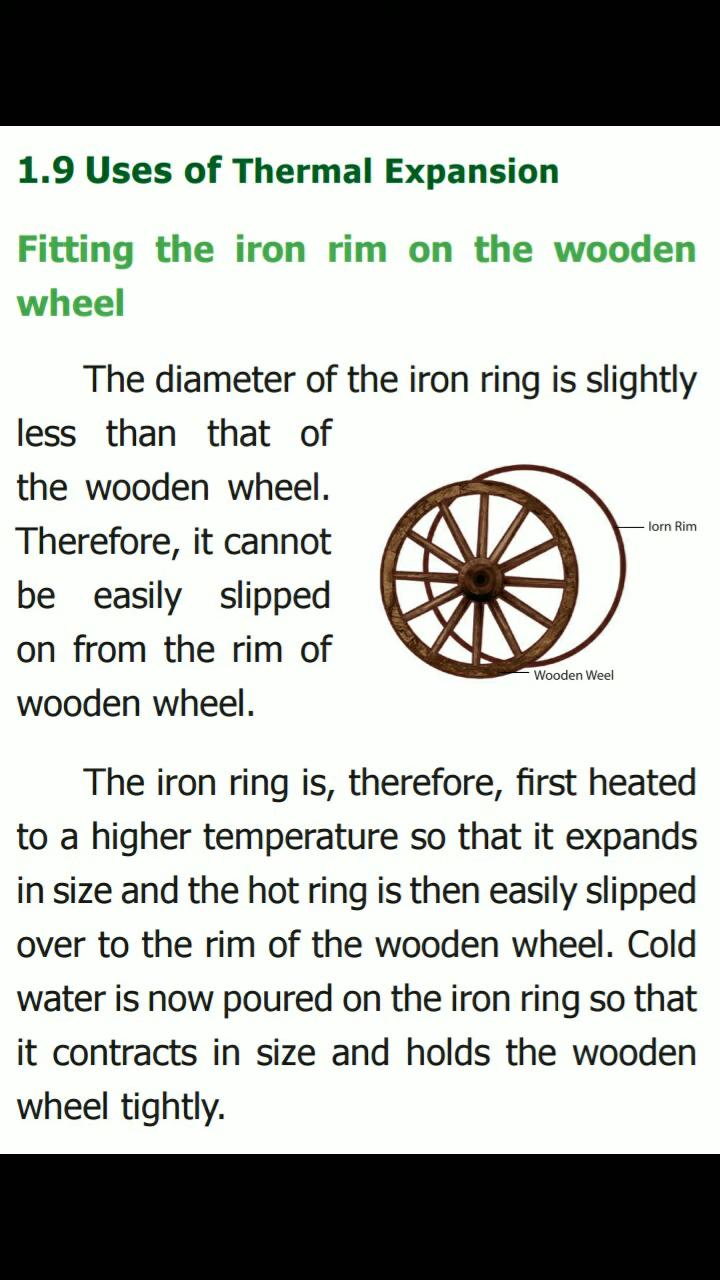 1.9 Uses of Thermal Expansion
Fitting the iron rim on the wooden
wheel
The diameter of the iron ring is slightly
less than that of
the wooden wheel.
Therefore, it cannot
be easily slipped
on from the rim of
wooden wheel.
Iorn Rim
Wooden Weel
The iron ring is, therefore, first heated
to a higher temperature so that it expands
in size and the hot ring is then easily slipped
over to the rim of the wooden wheel. Cold
water is now poured on the iron ring so that
it contracts in size and holds the wooden
wheel tightly.